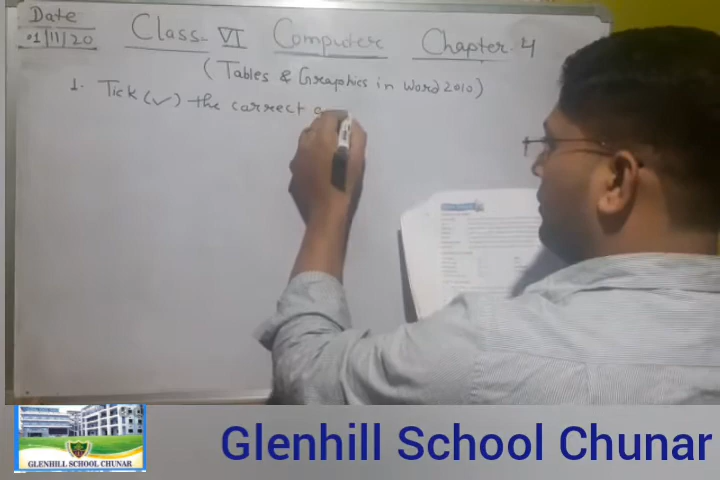 Date
01/11/20
Class- VI Computer Chapter-4
(Tables & Graphics in Word 2010)
1. Tick (✓) the correct a
GLENHILL SCHOOL CHUNAR
Glenhill School Chunar